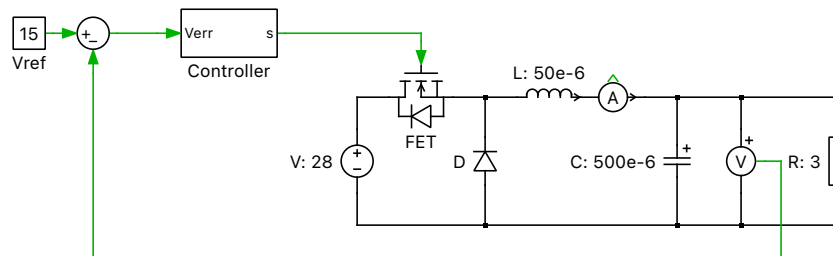 15
Vref
+
−
Verr
s
Controller
FET
V: 28
+
−
D
L: 50e-6
A
C: 500e-6
+
V
+
R: 3